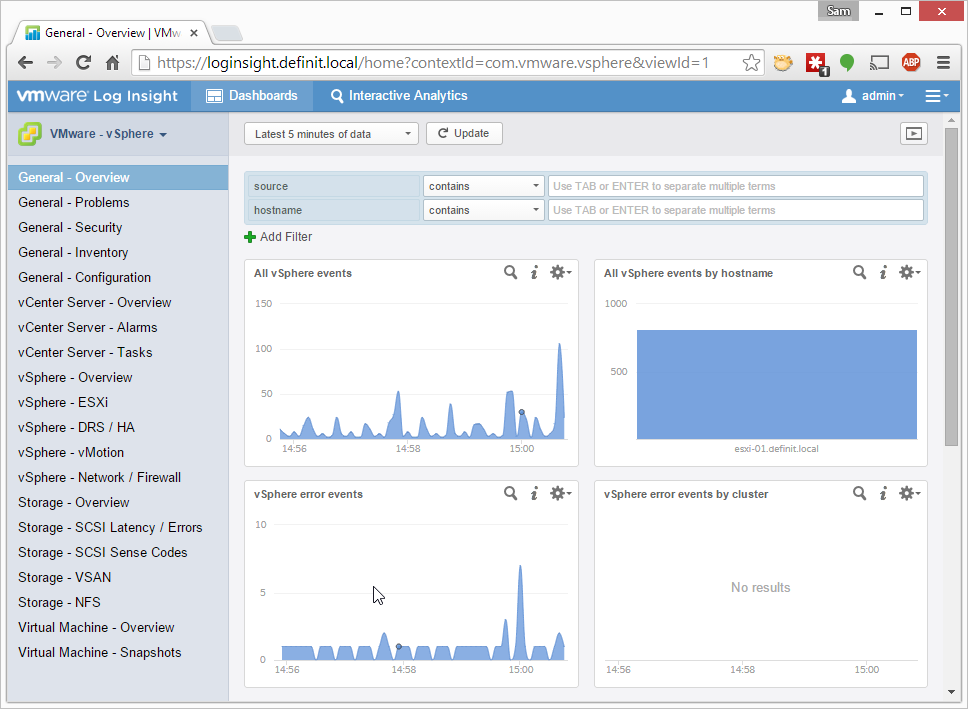 Sam
General - Overview | VMw
https://loginsight.definit.local/home?contextId=com.vmware.vsphere&viewId=1
1
ABP
vmware Log Insight
Dashboards
Interactive Analytics
admin
VMware - vSphere
Latest 5 minutes of data
Update
General - Overview
General - Problems
General - Security
General - Inventory
General - Configuration
vCenter Server - Overview
vCenter Server - Alarms
vCenter Server - Tasks
vSphere - Overview
vSphere - ESXi
vSphere - DRS / HA
vSphere - vMotion
vSphere - Network / Firewall
Storage - Overview
Storage - SCSI Latency / Errors
Storage - SCSI Sense Codes
Storage - VSAN
Storage - NFS
Virtual Machine - Overview
Virtual Machine - Snapshots
source contains Use TAB or ENTER to separate multiple terms
hostname contains Use TAB or ENTER to separate multiple terms
Add Filter
All vSphere events
150
100
50
0
14:56 14:58 15:00
All vSphere events by hostname
1000
500
esxi-01.definit.local
vSphere error events
10
5
0
14:56 14:58 15:00
vSphere error events by cluster
No results
14:56 14:58 15:00